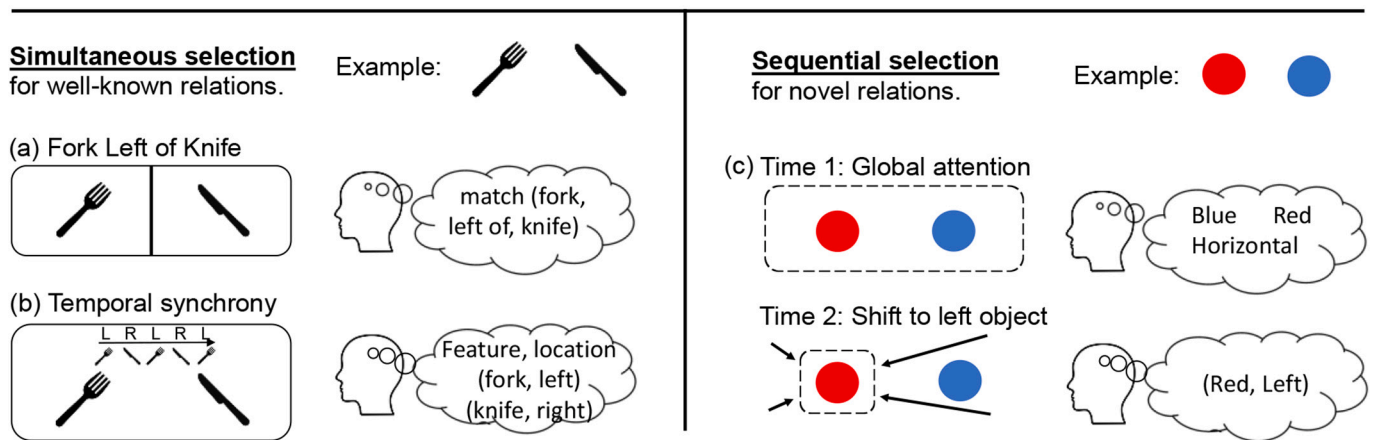 Simultaneous selection
for well-known relations.
Example:
(a) Fork Left of Knife
match (fork,
left of, knife)
(b) Temporal synchrony
L R L R L
Feature, location
(fork, left)
(knife, right)
Sequential selection
for novel relations.
Example:
(c) Time 1: Global attention
Blue Red
Horizontal
Time 2: Shift to left object
(Red, Left)